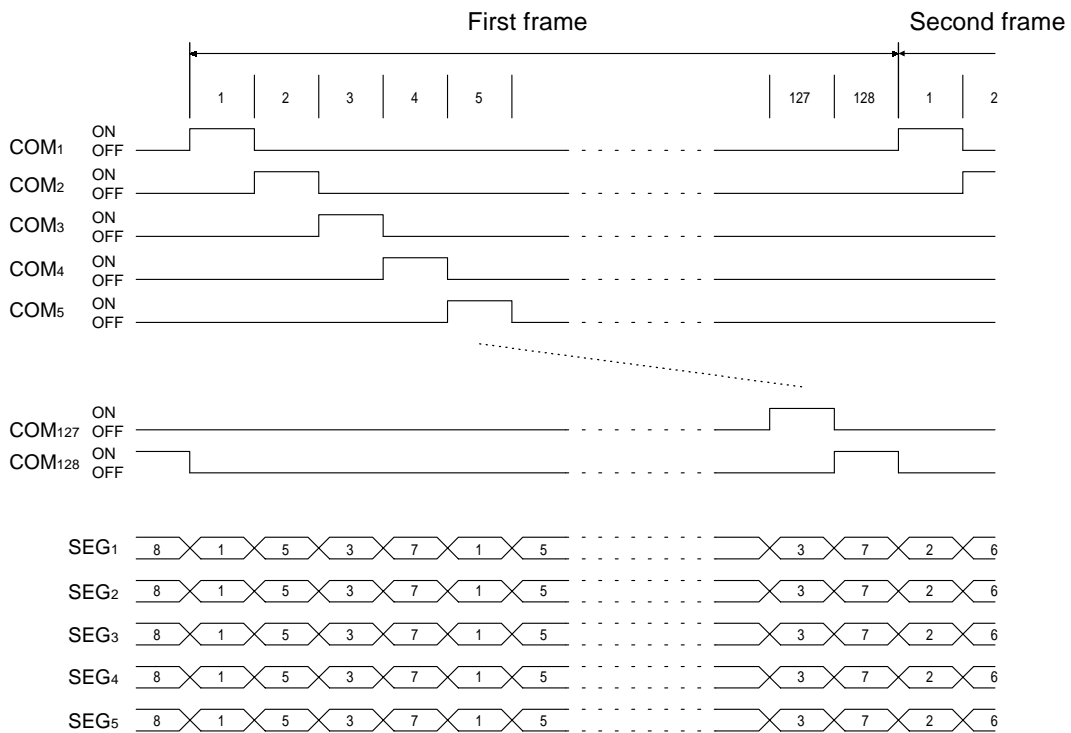 First frame Second frame
1 2 3 4 5 127 128 1 2
COM1 ON
OFF
COM2 ON
OFF
COM3 ON
OFF
COM4 ON
OFF
COM5 ON
OFF
COM127 ON
OFF
COM128 ON
OFF
SEG1 8 1 5 3 7 1 5 3 7 2 6
SEG2 8 1 5 3 7 1 5 3 7 2 6
SEG3 8 1 5 3 7 1 5 3 7 2 6
SEG4 8 1 5 3 7 1 5 3 7 2 6
SEG5 8 1 5 3 7 1 5 3 7 2 6